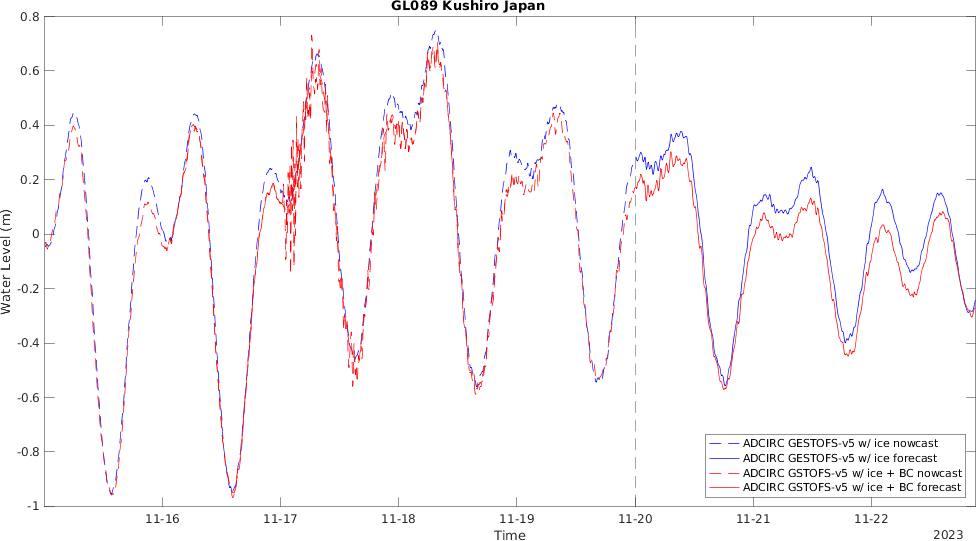 GL089 Kushiro Japan
0.8
0.6
0.4
0.2
0
-0.2
-0.4
-0.6
-0.8
-1
Water Level (m)
11-16
11-17
11-18
11-19
11-20
11-21
11-22
Time
2023
ADCIRC GESTOFS-v5 w/ ice nowcast
ADCIRC GESTOFS-v5 w/ ice forecast
ADCIRC GSTOFS-v5 w/ ice + BC nowcast
ADCIRC GSTOFS-v5 w/ ice + BC forecast